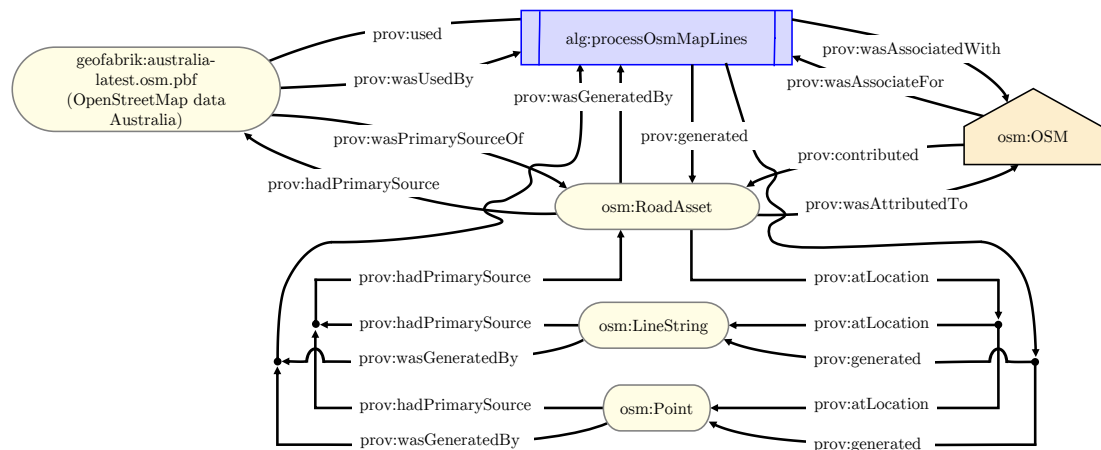 prov:used
alg:processOsmMapLines
prov:wasAssociatedWith
geofabrik:australia-
latest.osm.pbf
(OpenStreetMap data
Australia)
prov:wasUsedBy
prov:wasAssociateFor
prov:wasGeneratedBy
prov:wasPrimarySourceOf
prov:generated
osm:OSM
prov:contributed
prov:hadPrimarySource
osm:RoadAsset
prov:wasAttributedTo
prov:hadPrimarySource
prov:atLocation
prov:hadPrimarySource
osm:LineString
prov:atLocation
prov:wasGeneratedBy
prov:generated
prov:hadPrimarySource
osm:Point
prov:atLocation
prov:wasGeneratedBy
prov:generated